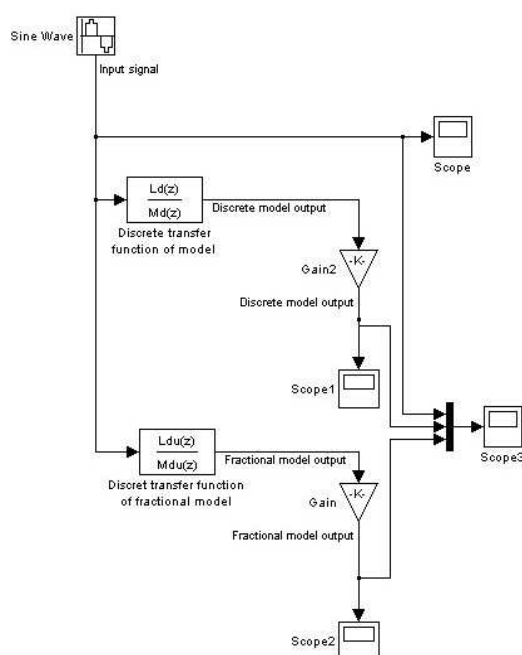 Sine Wave
Input signal
Scope
Ld(z)
Md(z)
Discrete model output
Discrete transfer
function of model
-K-
Gain2
Discrete model output
Scope1
Scope3
Ldu(z)
Mdu(z)
Fractional model output
Discret transfer function
of fractional model
-K-
Gain
Fractional model output
Scope2